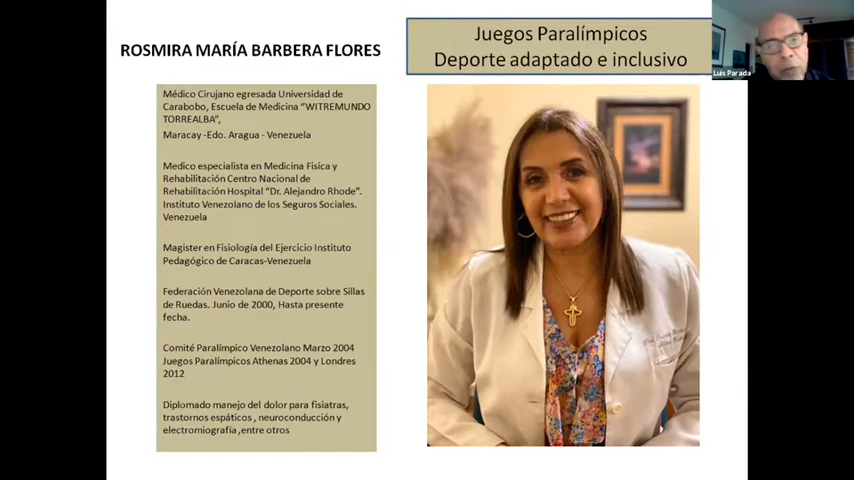 ROSMIRA MARÍA BARBERA FLORES
Juegos Paralímpicos
Deporte adaptado e inclusivo
Luis Parada
Médico Cirujano egresada Universidad de
Carabobo, Escuela de Medicina “WITREMUNDO
TORREALBA”,
Maracay -Edo. Aragua - Venezuela
Medico especialista en Medicina Fisica y
Rehabilitación Centro Nacional de
Rehabilitación Hospital “Dr. Alejandro Rhode”.
Instituto Venezolano de los Seguros Sociales.
Venezuela
Magister en Fisiología del Ejercicio Instituto
Pedagógico de Caracas-Venezuela
Federación Venezolana de Deporte sobre Sillas
de Ruedas. Junio de 2000, Hasta presente
fecha.
Comité Paralímpico Venezolano Marzo 2004
Juegos Paralímpicos Athenas 2004 y Londres
2012
Diplomado manejo del dolor para fisiatras,
trastornos espáticos , neuroconducción y
electromiografía ,entre otros